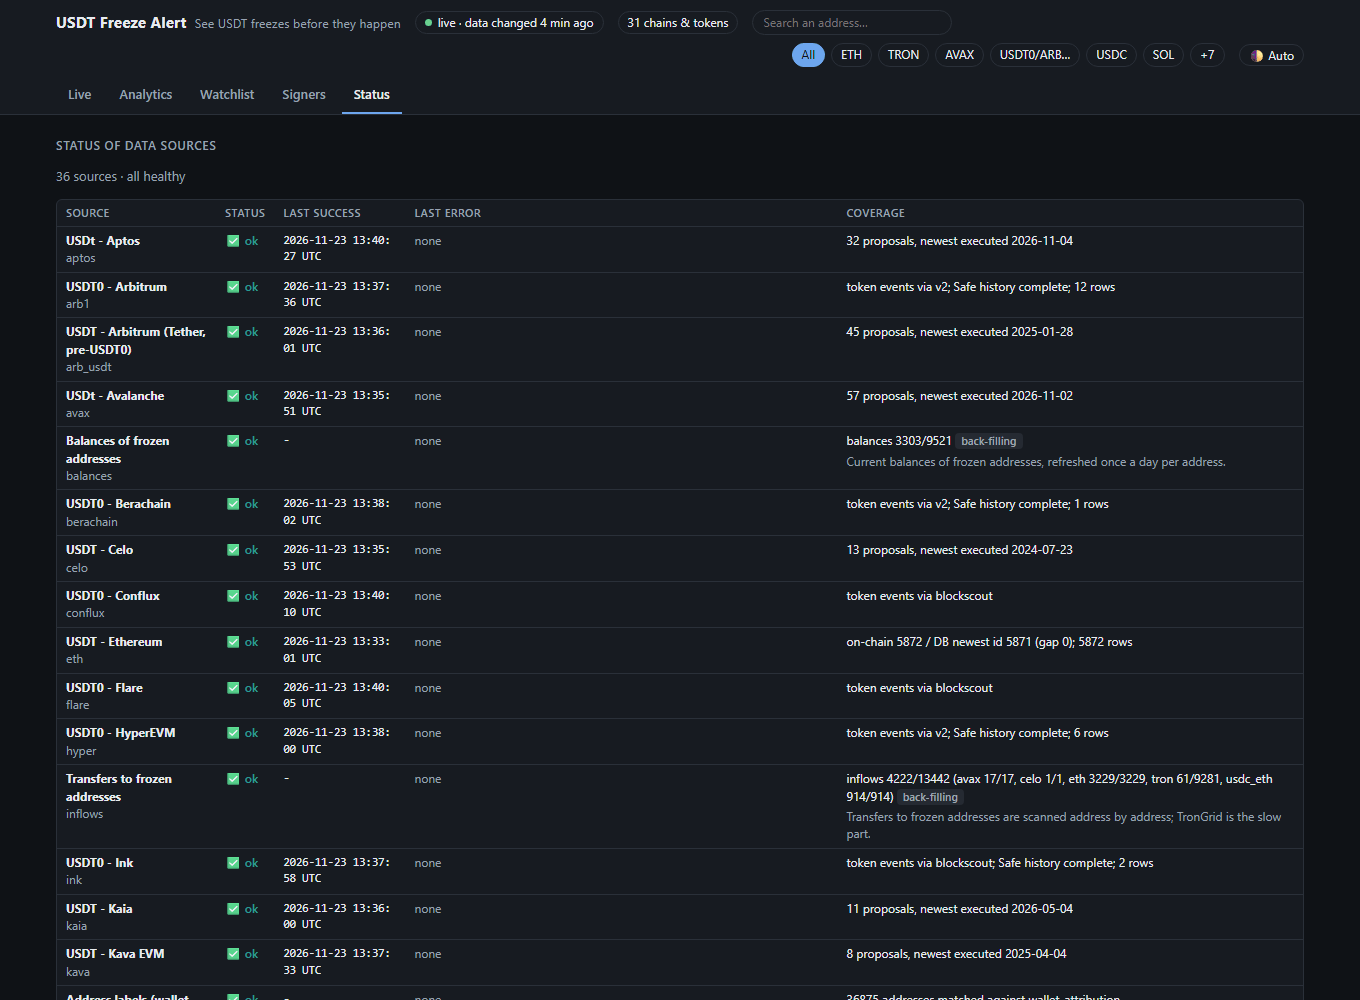 USDT Freeze Alert See USDT freezes before they happen live · data changed 4 min ago 31 chains & tokens Search an address...
All ETH TRON AVAX USDT0/ARB... USDC SOL +7 Auto
Live Analytics Watchlist Signers Status
STATUS OF DATA SOURCES
36 sources · all healthy
SOURCE STATUS LAST SUCCESS LAST ERROR COVERAGE
USDt - Aptos ok 2026-11-23 13:40: none 32 proposals, newest executed 2026-11-04
aptos 27 UTC
USDT0 - Arbitrum ok 2026-11-23 13:37: none token events via v2; Safe history complete; 12 rows
arb1 36 UTC
USDT - Arbitrum (Tether, ok 2026-11-23 13:36: none 45 proposals, newest executed 2025-01-28
pre-USDT0) 01 UTC
arb_usdt
USDt - Avalanche ok 2026-11-23 13:35: none 57 proposals, newest executed 2026-11-02
avax 51 UTC
Balances of frozen ok - none balances 3303/9521 back-filling
addresses Current balances of frozen addresses, refreshed once a day per address.
balances
USDT0 - Berachain ok 2026-11-23 13:38: none token events via v2; Safe history complete; 1 rows
berachain 02 UTC
USDT - Celo ok 2026-11-23 13:35: none 13 proposals, newest executed 2024-07-23
celo 53 UTC
USDT0 - Conflux ok 2026-11-23 13:40: none token events via blockscout
conflux 10 UTC
USDT - Ethereum ok 2026-11-23 13:33: none on-chain 5872 / DB newest id 5871 (gap 0); 5872 rows
eth 01 UTC
USDT0 - Flare ok 2026-11-23 13:40: none token events via blockscout
flare 05 UTC
USDT0 - HyperEVM ok 2026-11-23 13:38: none token events via v2; Safe history complete; 6 rows
hyper 00 UTC
Transfers to frozen ok - none inflows 4222/13442 (avax 17/17, celo 1/1, eth 3229/3229, tron 61/9281, usdc_eth
addresses 914/914) back-filling
inflows Transfers to frozen addresses are scanned address by address; TronGrid is the slow
part.
USDT0 - Ink ok 2026-11-23 13:37: none token events via blockscout; Safe history complete; 2 rows
ink 58 UTC
USDT - Kaia ok 2026-11-23 13:36: none 11 proposals, newest executed 2026-05-04
kaia 00 UTC
USDT - Kava EVM ok 2026-11-23 13:37: none 8 proposals, newest executed 2025-04-04
kava 33 UTC
Address labels (wallet ok - none 36875 addresses matched against wallet attribution